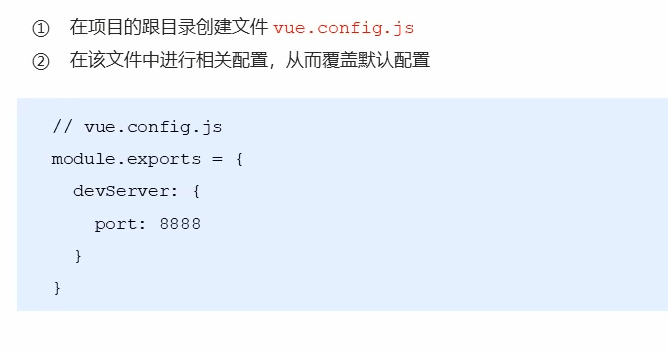 ① 在项目的跟目录创建文件 vue.config.js
② 在该文件中进行相关配置，从而覆盖默认配置
// vue.config.js
module.exports = {
  devServer: {
    port: 8888
  }
}